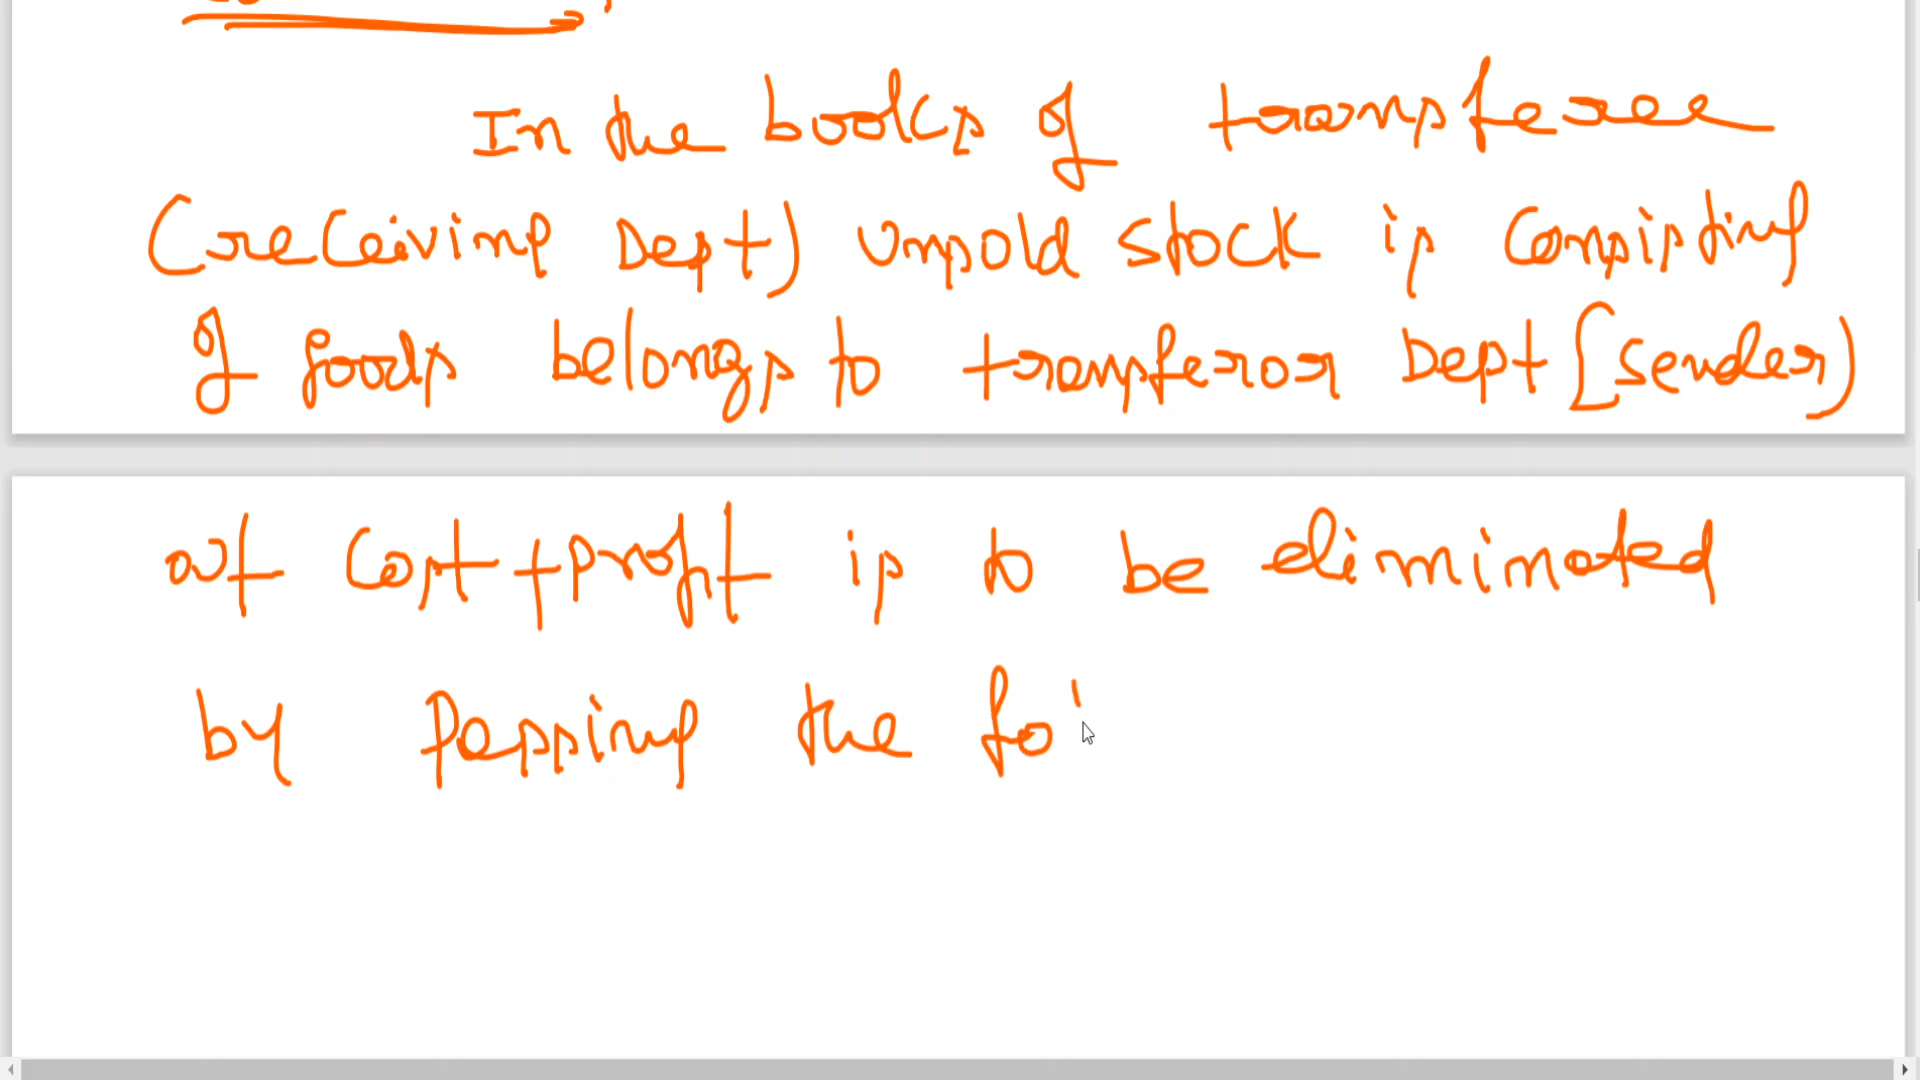 In the books of transferee
(receiving Dept) unsold stock is consisting
of goods belongs to transferor Dept [sender)
at Cost+profit is to be eliminated
by passing the fo